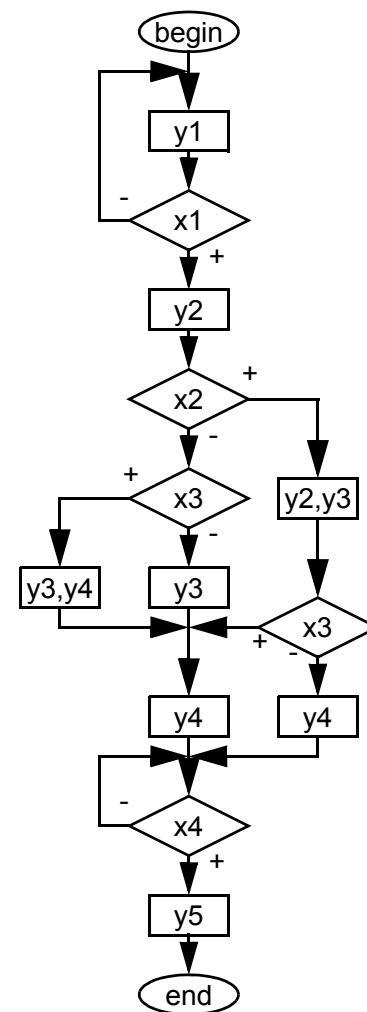 begin
y1
-
x1
+
y2
+
x2
-
+
x3
-
y2,y3
y3,y4
y3
x3
+
-
y4
y4
-
x4
+
y5
end